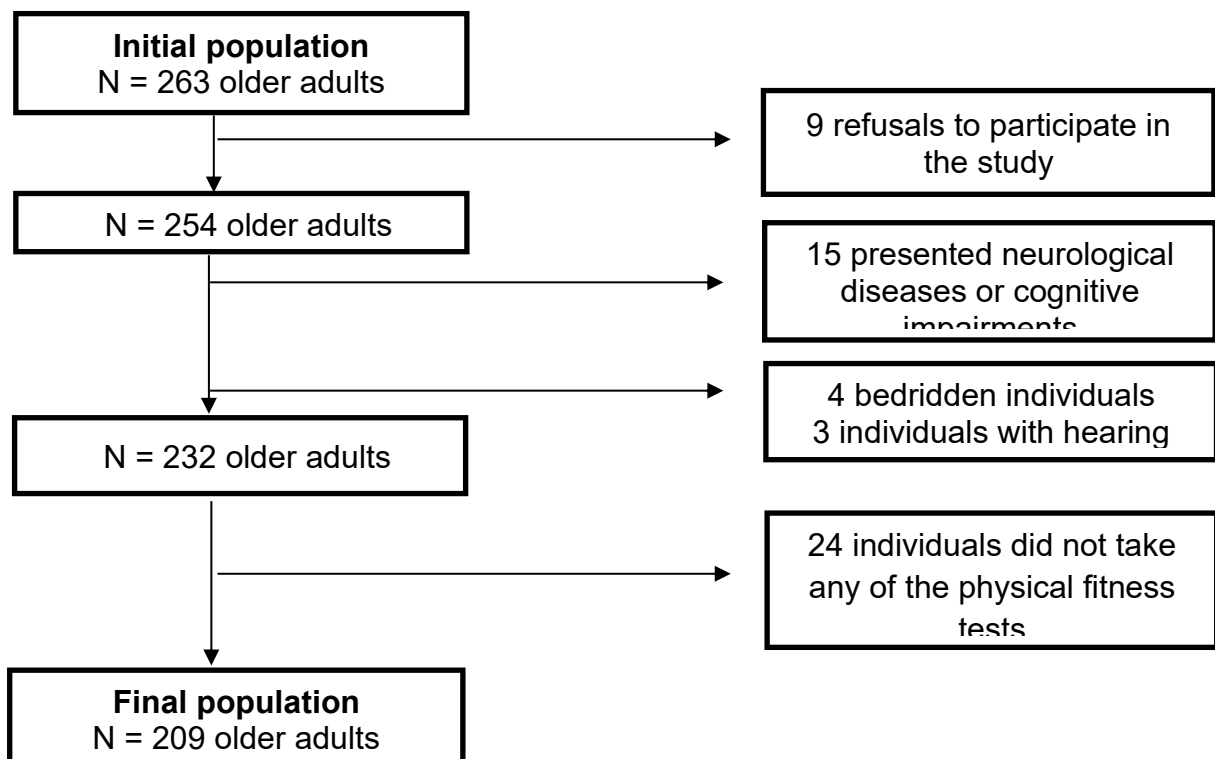 Initial population
N = 263 older adults
9 refusals to participate in
the study
N = 254 older adults
15 presented neurological
diseases or cognitive
impairments
4 bedridden individuals
3 individuals with hearing
N = 232 older adults
24 individuals did not take
any of the physical fitness
tests
Final population
N = 209 older adults